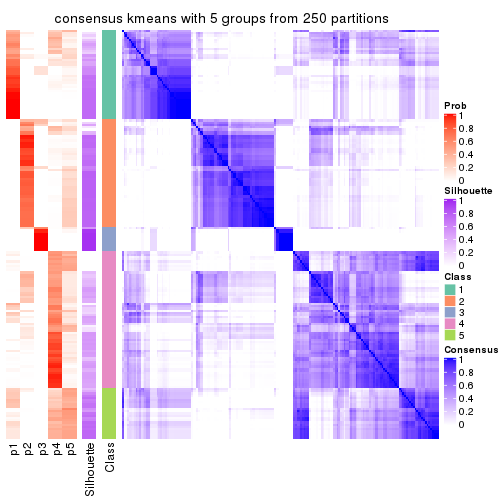 consensus kmeans with 5 groups from 250 partitions
Prob
1
0.8
0.6
0.4
0.2
0
Silhouette
1
0.8
0.6
0.4
0.2
0
Class
1
2
3
4
5
Consensus
1
0.8
0.6
0.4
0.2
0
p1
p2
p3
p4
p5
Silhouette
Class